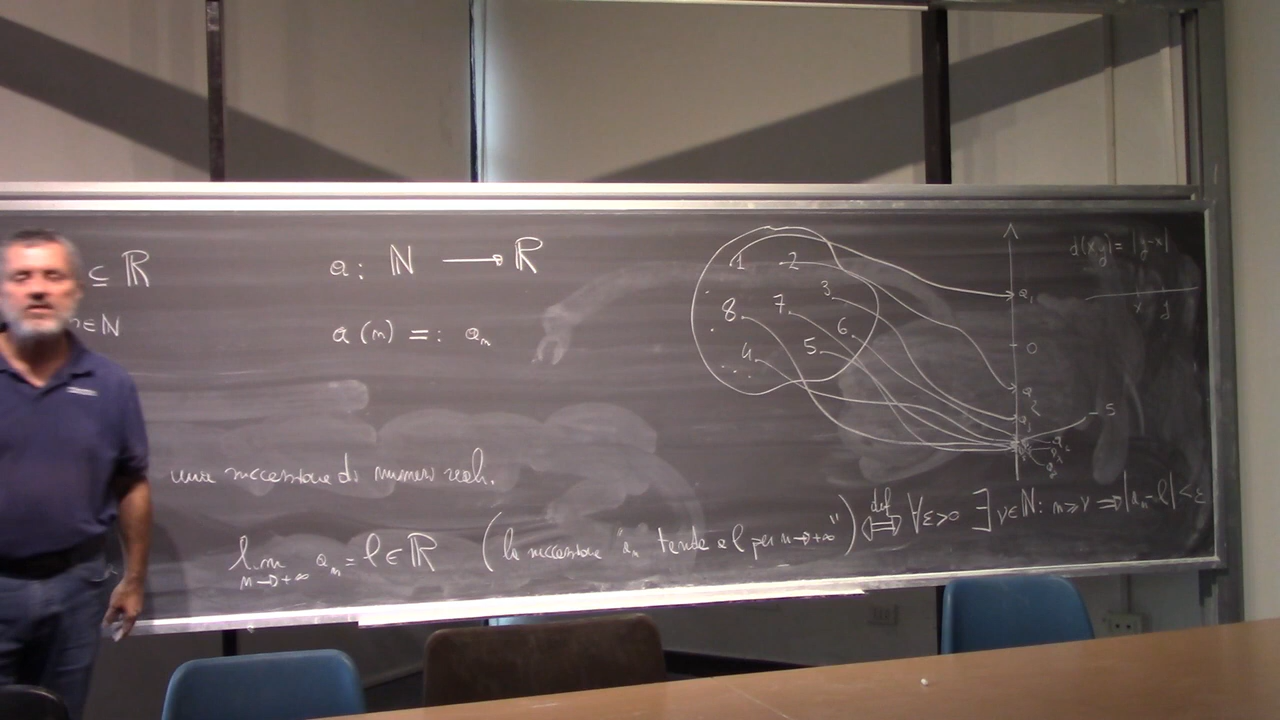 ⊆ ℝ
∈ ℕ
a : ℕ → ℝ
a(n) =: aₙ
1 2
3
8. 7.
6
4 5
....
a₁
0
a₂
a₃
-5
d(x,y) = |y-x|
x y
una successione di numeri reali.
lim aₙ = l ∈ ℝ (la successione "aₙ tende a l per n→+∞") ⇔ ∀ε>0 ∃ν∈ℕ: n≥ν ⇒ |aₙ-l|<ε
n→+∞
def